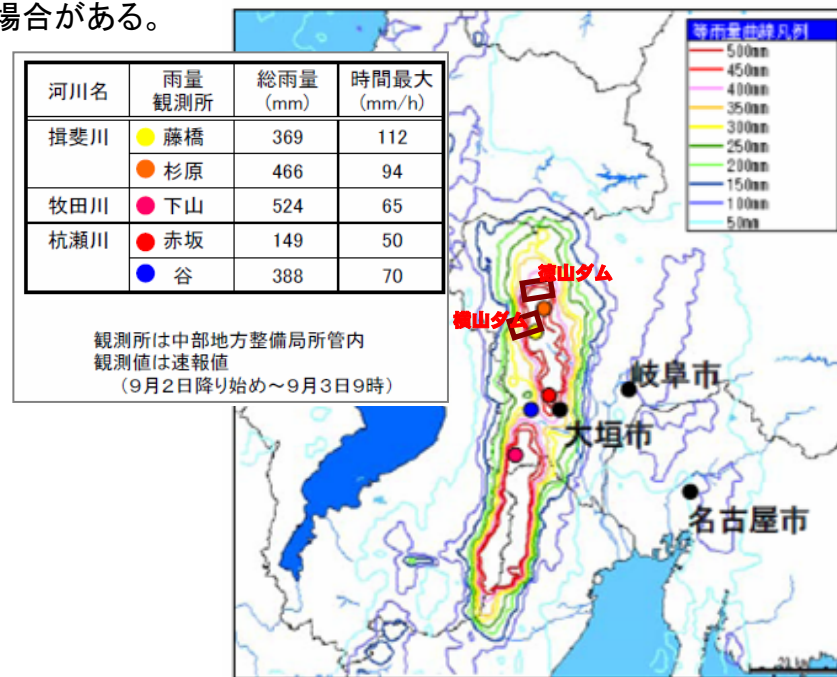 場合がある。
河川名 雨量観測所 総雨量(mm) 時間最大(mm/h)
揖斐川 藤橋 369 112
杉原 466 94
牧田川 下山 524 65
杭瀬川 赤坂 149 50
谷 388 70
観測所は中部地方整備局所管内
観測値は速報値
(9月2日降り始め~9月3日9時)
等雨量曲線凡例
500mm
450mm
400mm
350mm
300mm
250mm
200mm
150mm
100mm
50mm
徳山ダム
横山ダム
岐阜市
大垣市
名古屋市